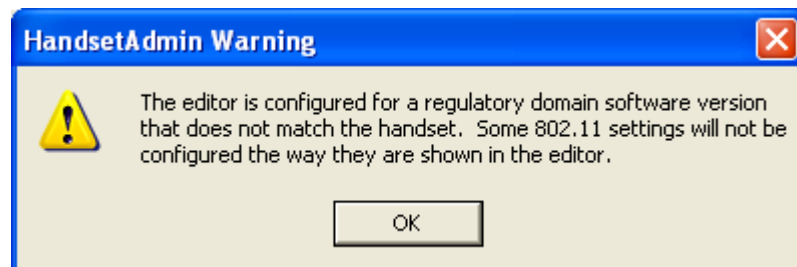 HandsetAdmin Warning
The editor is configured for a regulatory domain software version
that does not match the handset. Some 802.11 settings will not be
configured the way they are shown in the editor.
OK